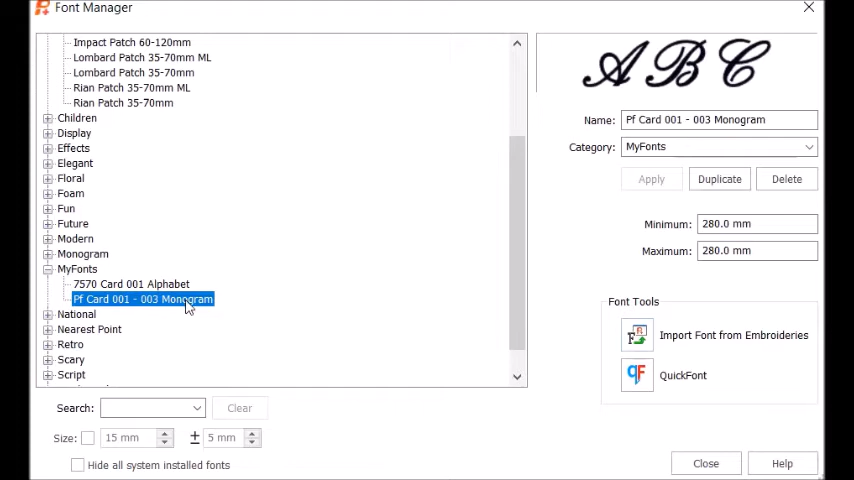 Font Manager
Impact Patch 60-120mm
Lombard Patch 35-70mm ML
Lombard Patch 35-70mm
Rian Patch 35-70mm ML
Rian Patch 35-70mm
Children
Display
Effects
Elegant
Floral
Foam
Fun
Future
Modern
Monogram
MyFonts
7570 Card 001 Alphabet
Pf Card 001 - 003 Monogram
National
Nearest Point
Retro
Scary
Script
Search:
Clear
Size:
15 mm
±
5 mm
Hide all system installed fonts
A B C
Name: Pf Card 001 - 003 Monogram
Category: MyFonts
Apply Duplicate Delete
Minimum: 280.0 mm
Maximum: 280.0 mm
Font Tools
Import Font from Embroideries
QuickFont
Close Help